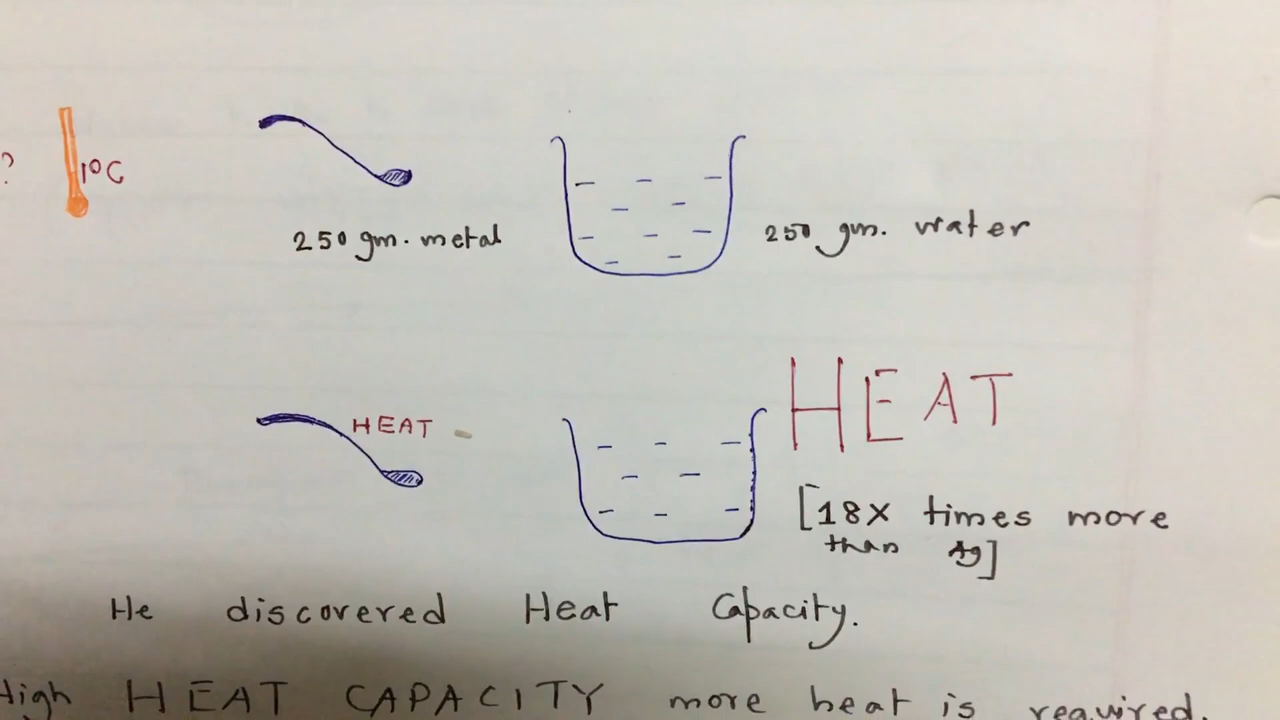 ? 1°C
250 gm. metal
250 gm. water
HEAT
HEAT
[18X times more
than Ag]
He discovered Heat Capacity.
High HEAT CAPACITY more heat is required.